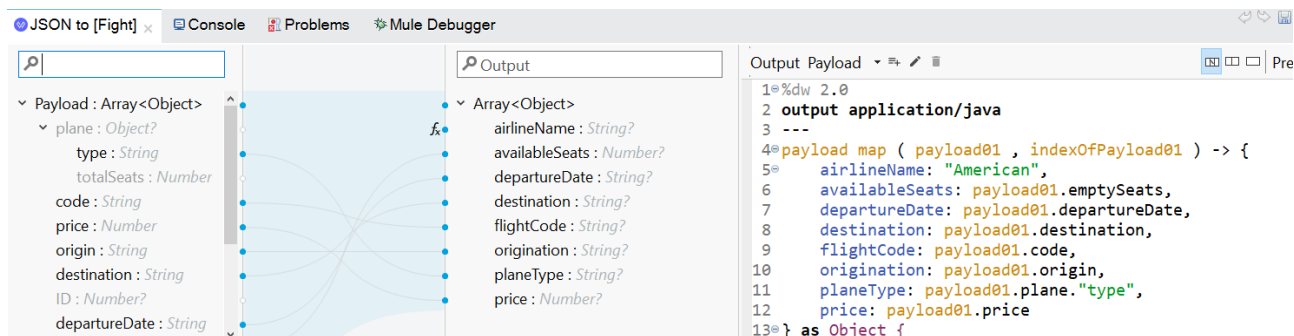 JSON to [Fight] Console Problems Mule Debugger
Output
Payload : Array<Object>
plane : Object?
type : String
totalSeats : Number
code : String
price : Number
origin : String
destination : String
ID : Number?
departureDate : String
fx
Array<Object>
airlineName : String?
availableSeats : Number?
departureDate : String?
destination : String?
flightCode : String?
origination : String?
planeType : String?
price : Number?
Output Payload Pre
1 %dw 2.0
2 output application/java
3 ---
4 payload map ( payload01 , indexOfPayload01 ) -> {
5 airlineName: "American",
6 availableSeats: payload01.emptySeats,
7 departureDate: payload01.departureDate,
8 destination: payload01.destination,
9 flightCode: payload01.code,
10 origination: payload01.origin,
11 planeType: payload01.plane."type",
12 price: payload01.price
13 } as Object {